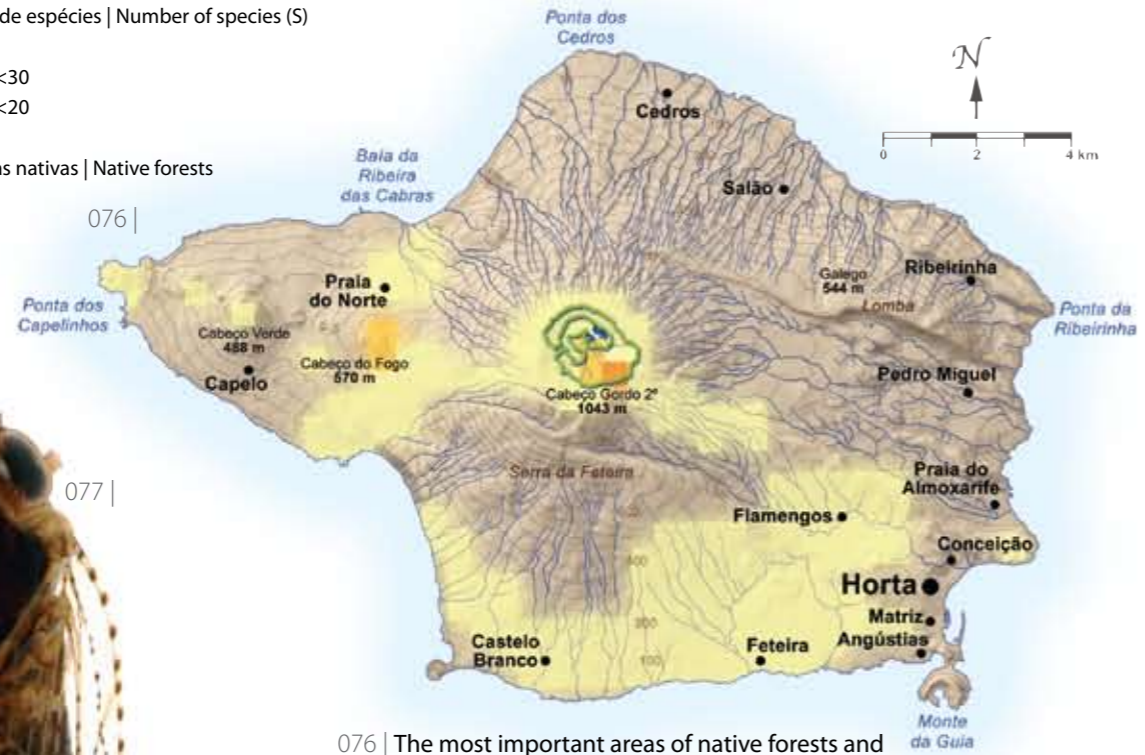 de espécies | Number of species (S)
<30
<20
as nativas | Native forests
076 |
077 |
Ponta dos
Cedros
N
0 2 4 km
Cedros
Baia da
Ribeira
das Cabras
Salão
Galego
544 m
Lomba
Ribeirinha
Ponta da
Ribeirinha
Praia
do Norte
Ponta dos
Capelinhos
Cabeço Verde
488 m
Capelo
Cabeço do Fogo
570 m
Cabeço Gordo 2º
1043 m
Pedro Miguel
Serra da Feteira
Praia do
Almoxarife
Flamengos
Conceição
400
Horta
Matriz
Angústias
200
100
Castelo
Branco
Feteira
Monte
da Guia
076 | The most important areas of native forests and